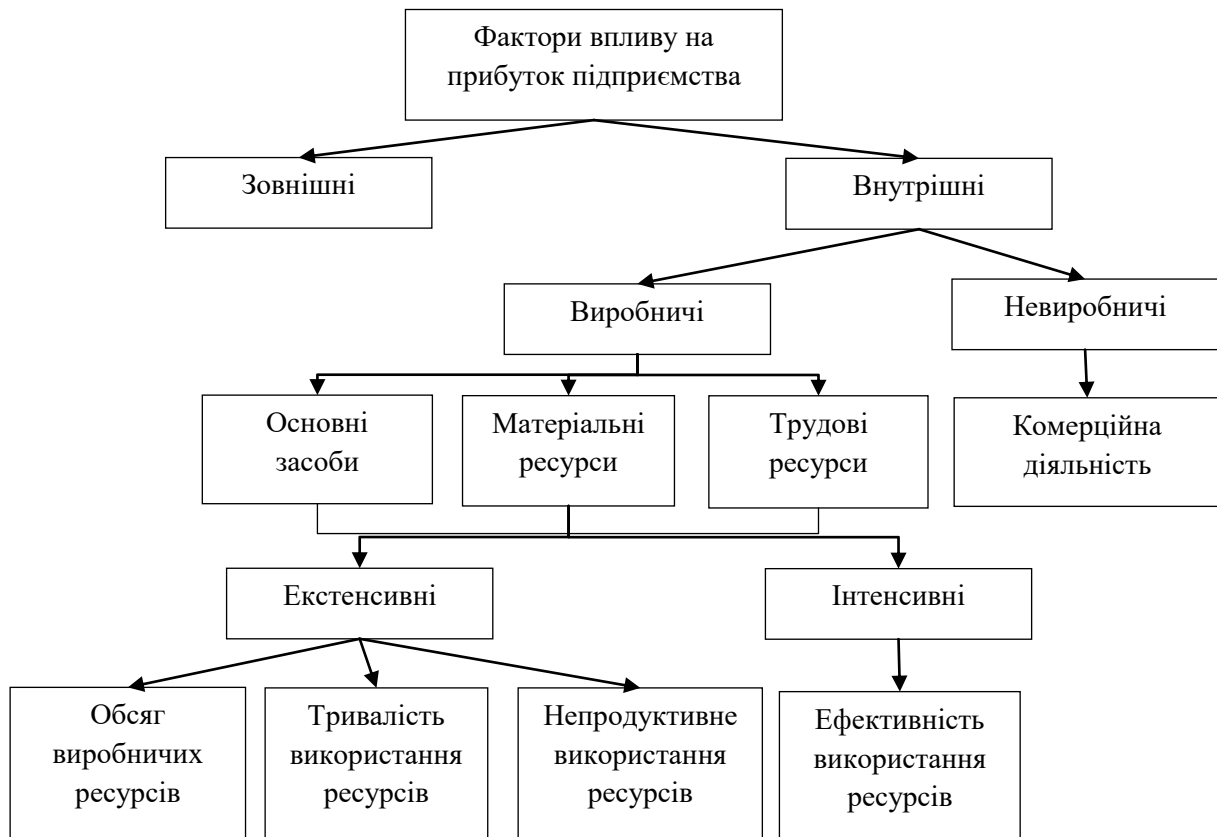 Фактори впливу на
прибуток підприємства
Зовнішні
Внутрішні
Виробничі
Невиробничі
Основні
засоби
Матеріальні
ресурси
Трудові
ресурси
Комерційна
діяльність
Екстенсивні
Інтенсивні
Обсяг
виробничих
ресурсів
Тривалість
використання
ресурсів
Непродуктивне
використання
ресурсів
Ефективність
використання
ресурсів